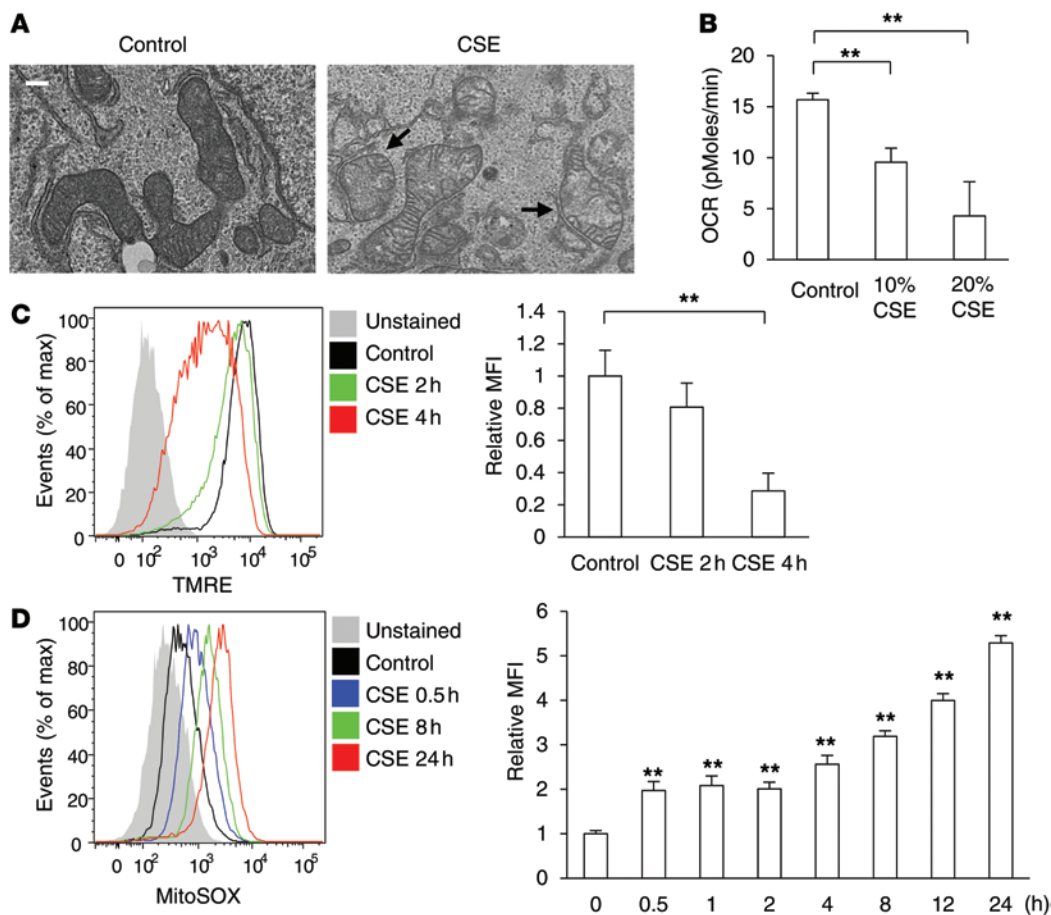 A
Control
CSE
B
**
**
OCR (pMoles/min)
20
15
10
5
0
Control
10%
CSE
20%
CSE
C
Events (% of max)
100
80
60
40
20
0
0 10² 10³ 10⁴ 10⁵
TMRE
Unstained
Control
CSE 2 h
CSE 4 h
**
Relative MFI
1.4
1.2
1
0.8
0.6
0.4
0.2
0
Control CSE 2 h CSE 4 h
D
Events (% of max)
100
80
60
40
20
0
0 10² 10³ 10⁴ 10⁵
MitoSOX
Unstained
Control
CSE 0.5 h
CSE 8 h
CSE 24 h
Relative MFI
6
5
4
3
2
1
0
** ** ** ** ** ** **
0 0.5 1 2 4 8 12 24 (h)